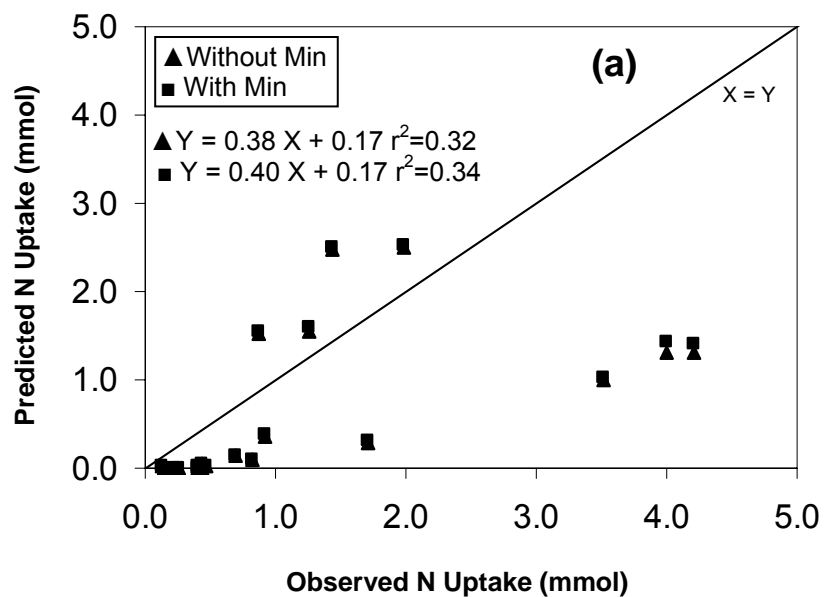 5.0
4.0
3.0
2.0
1.0
0.0
Predicted N Uptake (mmol)
▲ Without Min
■ With Min
(a)
X = Y
▲ Y = 0.38 X + 0.17 r²=0.32
■ Y = 0.40 X + 0.17 r²=0.34
0.0 1.0 2.0 3.0 4.0 5.0
Observed N Uptake (mmol)